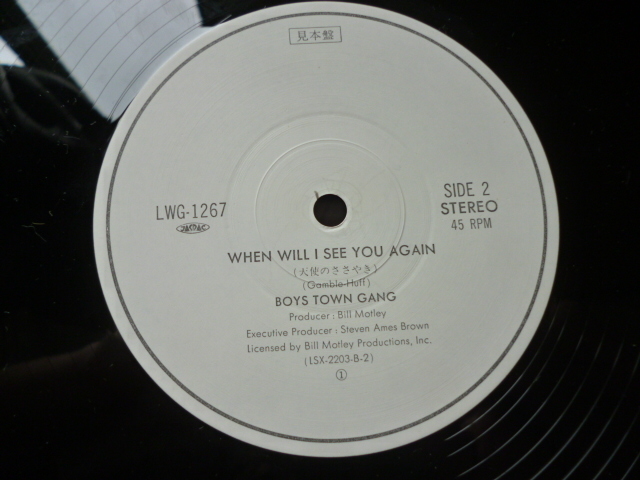 見本盤
LWG-1267
JASRAC
SIDE 2
STEREO
45 RPM
WHEN WILL I SEE YOU AGAIN
(天使のささやき)
(Gamble-Huff)
BOYS TOWN GANG
Producer : Bill Motley
Executive Producer : Steven Ames Brown
Licensed by Bill Motley Productions, Inc.
(LSX-2203-B-2)
①